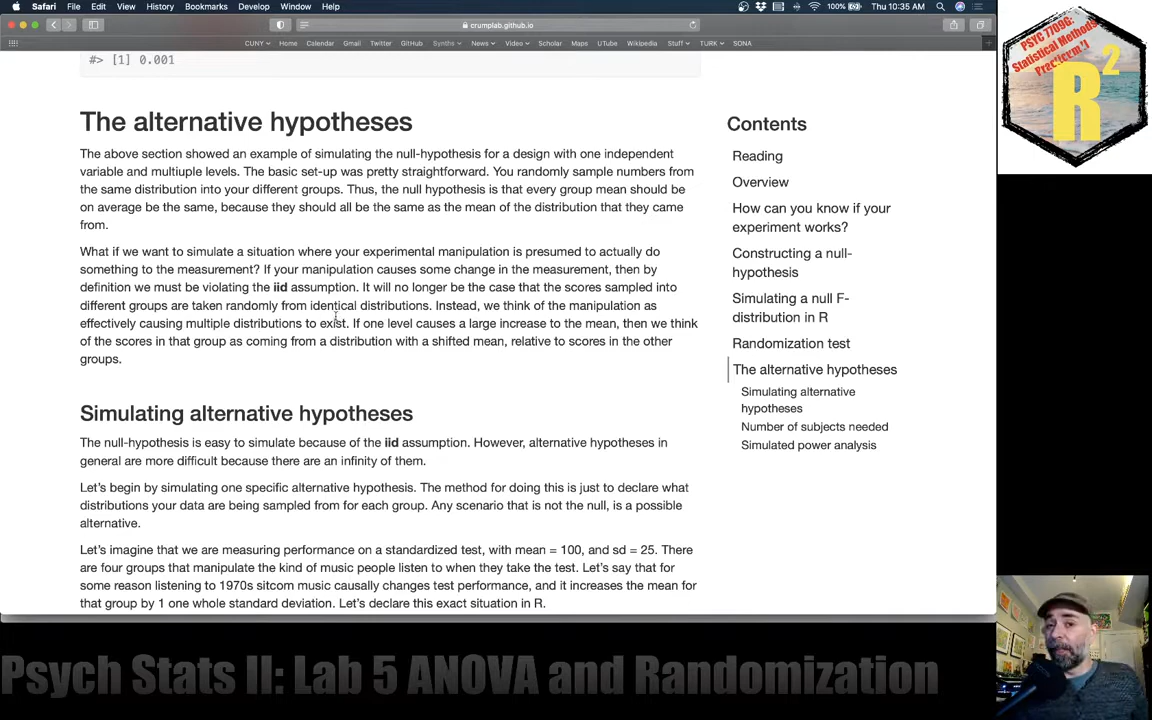 Safari File Edit View History Bookmarks Develop Window Help 100% Thu 10:35 AM
crumplab.github.io
CUNY Home Calendar Gmail Twitter GitHub Synths News Video Scholar Maps UTube Wikipedia Stuff TURK SONA
#> [1] 0.001
The alternative hypotheses
The above section showed an example of simulating the null-hypothesis for a design with one independent
variable and multiuple levels. The basic set-up was pretty straightforward. You randomly sample numbers from
the same distribution into your different groups. Thus, the null hypothesis is that every group mean should be
on average be the same, because they should all be the same as the mean of the distribution that they came
from.
What if we want to simulate a situation where your experimental manipulation is presumed to actually do
something to the measurement? If your manipulation causes some change in the measurement, then by
definition we must be violating the iid assumption. It will no longer be the case that the scores sampled into
different groups are taken randomly from identical distributions. Instead, we think of the manipulation as
effectively causing multiple distributions to exist. If one level causes a large increase to the mean, then we think
of the scores in that group as coming from a distribution with a shifted mean, relative to scores in the other
groups.
Simulating alternative hypotheses
The null-hypothesis is easy to simulate because of the iid assumption. However, alternative hypotheses in
general are more difficult because there are an infinity of them.
Let's begin by simulating one specific alternative hypothesis. The method for doing this is just to declare what
distributions your data are being sampled from for each group. Any scenario that is not the null, is a possible
alternative.
Let's imagine that we are measuring performance on a standardized test, with mean = 100, and sd = 25. There
are four groups that manipulate the kind of music people listen to when they take the test. Let's say that for
some reason listening to 1970s sitcom music causally changes test performance, and it increases the mean for
that group by 1 one whole standard deviation. Let's declare this exact situation in R.
Contents
Reading
Overview
How can you know if your
experiment works?
Constructing a null-
hypothesis
Simulating a null F-
distribution in R
Randomization test
The alternative hypotheses
Simulating alternative
hypotheses
Number of subjects needed
Simulated power analysis
PSYC 7709G:
Statistical Methods
Practicum!
R2
Psych Stats II: Lab 5 ANOVA and Randomization